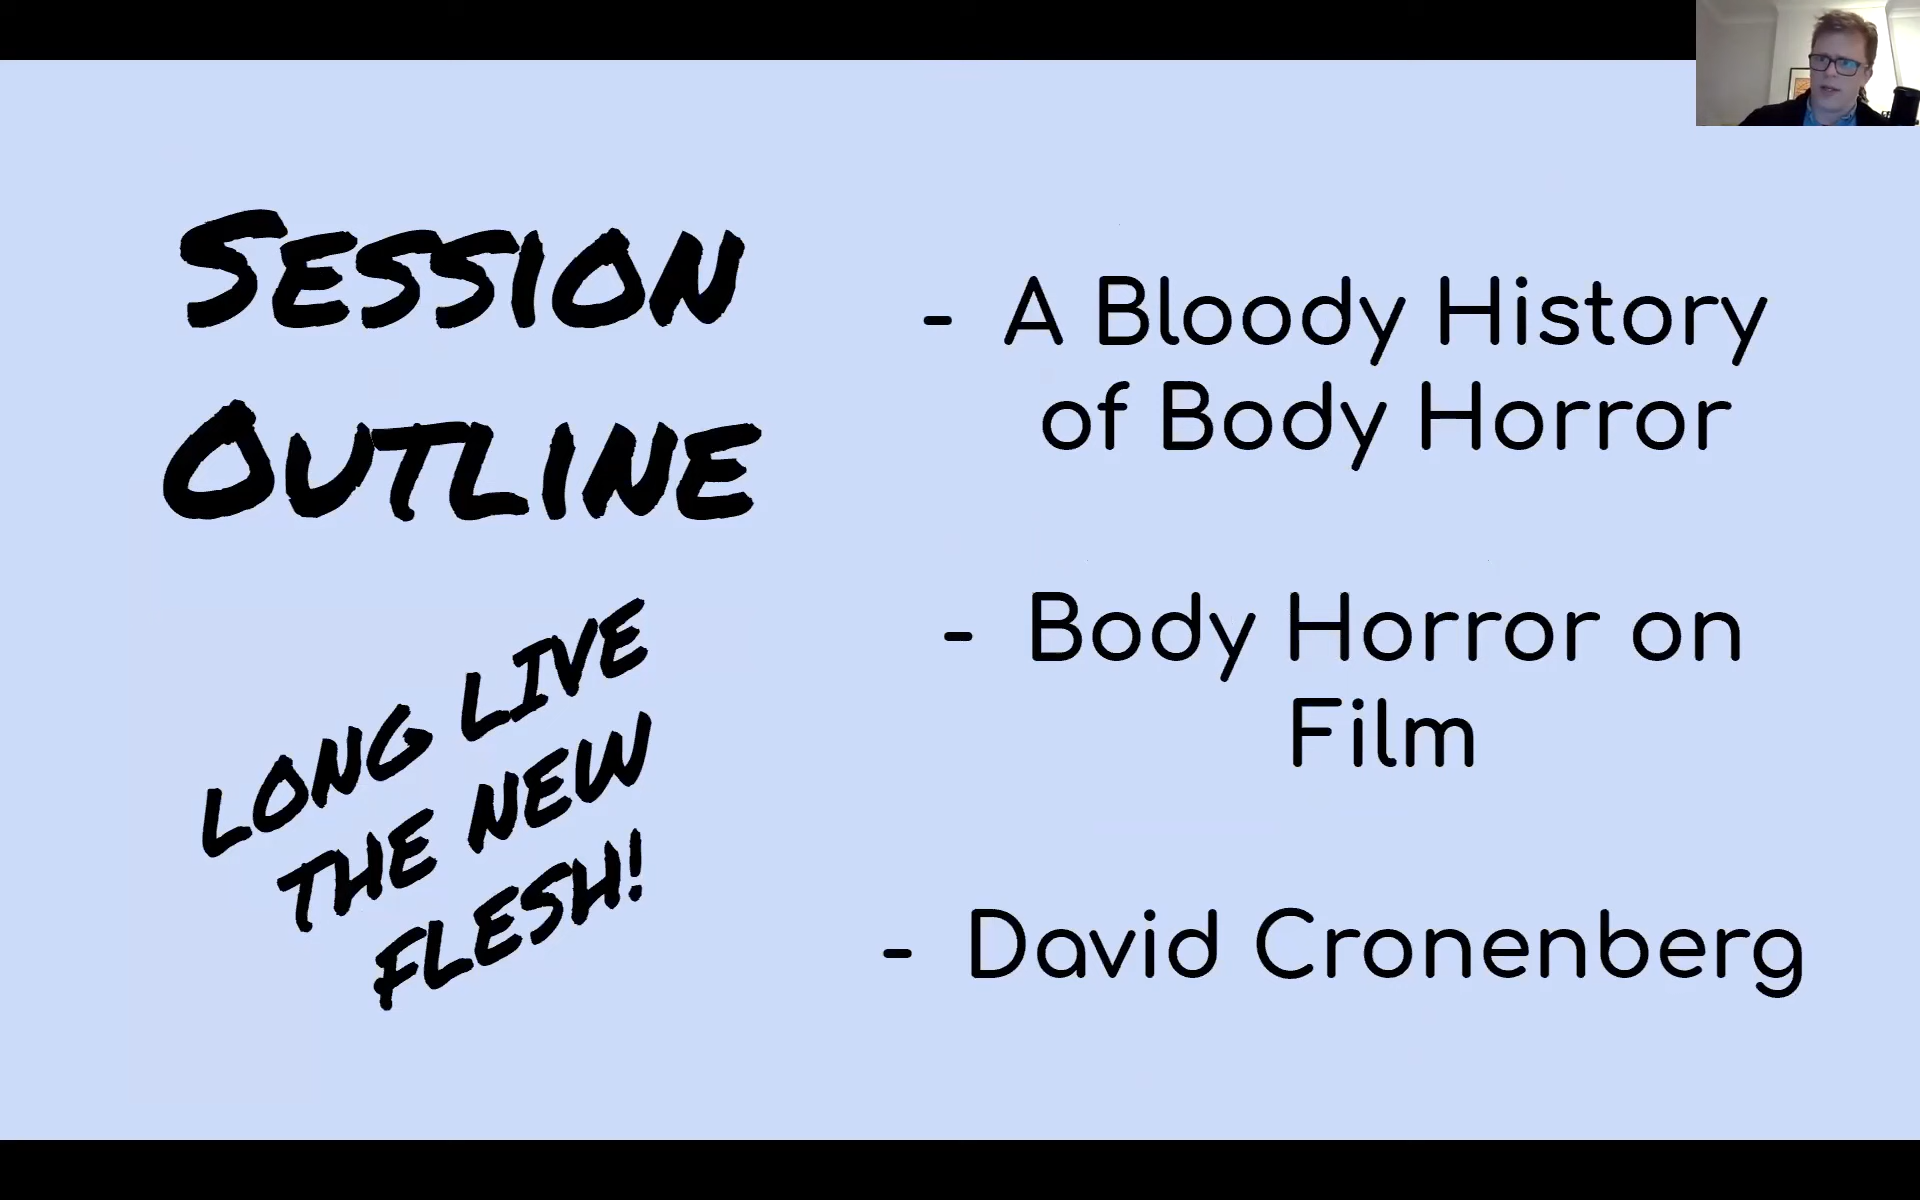 SESSION
OUTLINE
LONG LIVE
THE NEW
FLESH!
- A Bloody History
of Body Horror
- Body Horror on
Film
- David Cronenberg